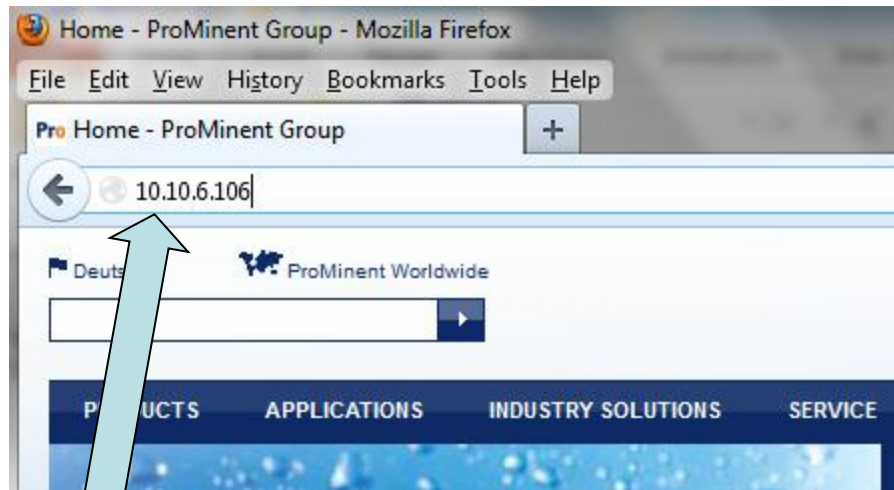 Home - ProMinent Group - Mozilla Firefox
File Edit View History Bookmarks Tools Help
Pro Home - ProMinent Group +
10.10.6.106
ProMinent Worldwide
APPLICATIONS INDUSTRY SOLUTIONS SERVICE